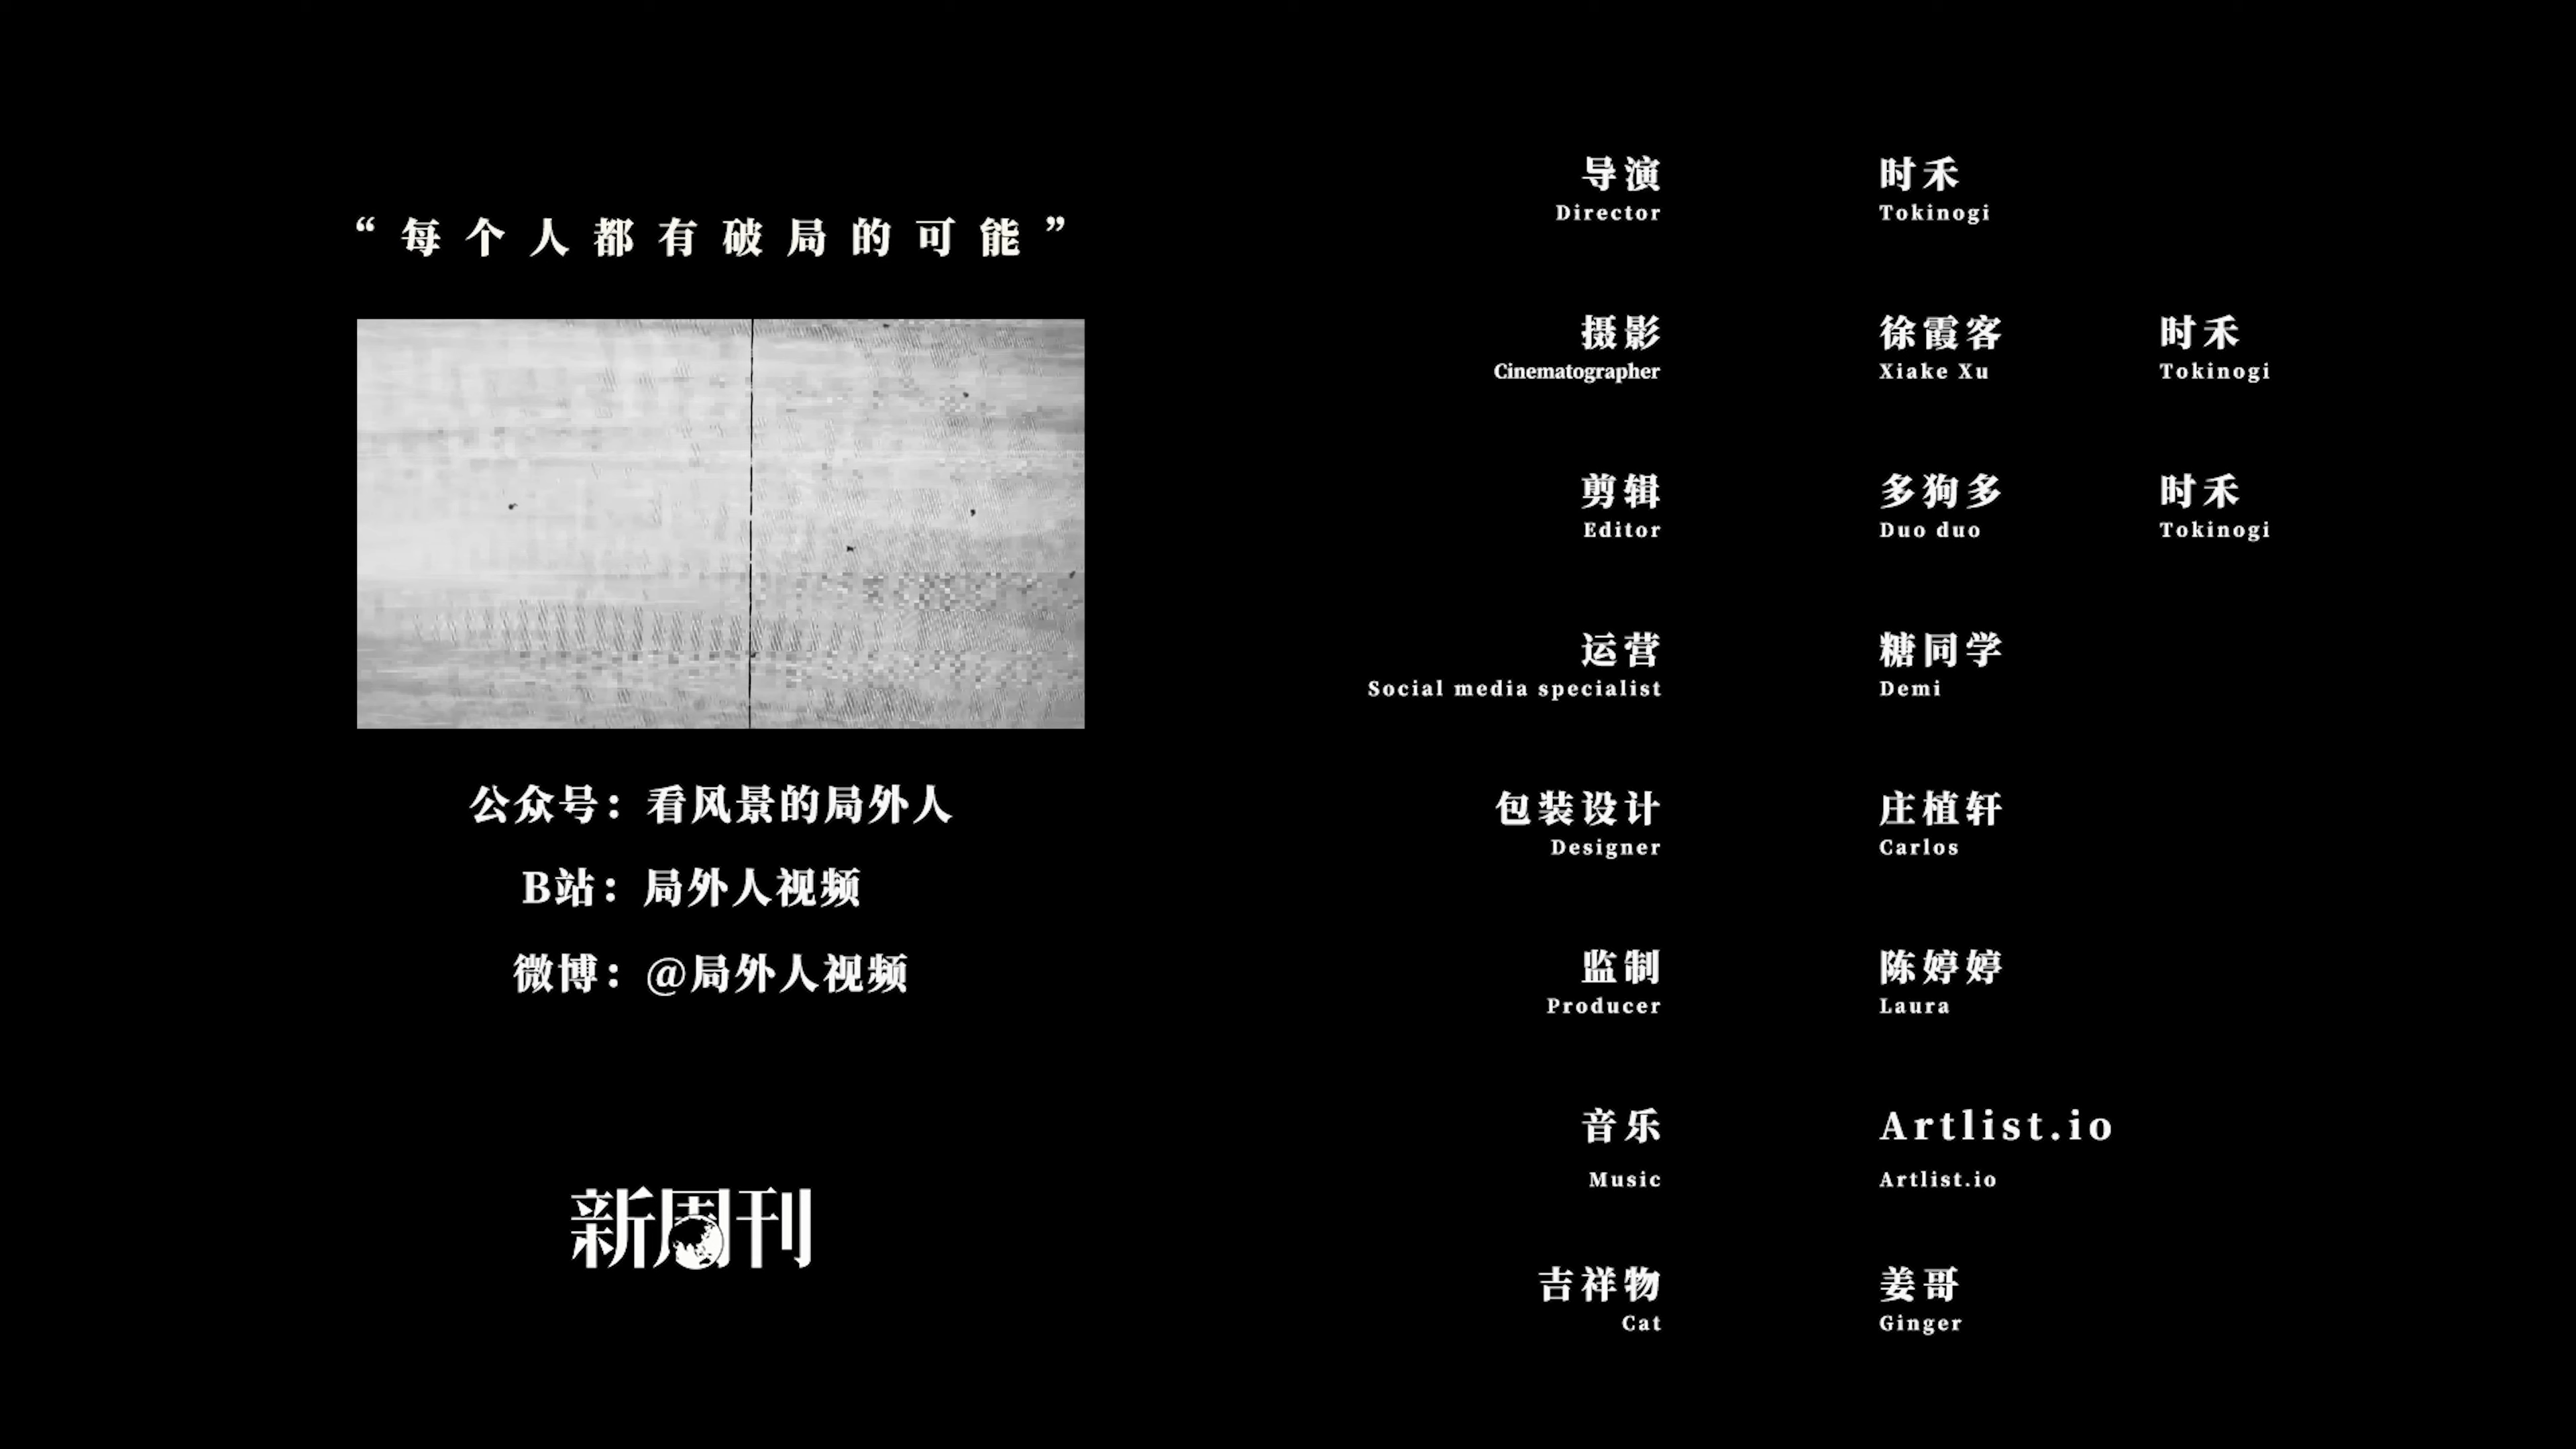 “每个人都有破局的可能”
公众号：看风景的局外人
B站：局外人视频
微博：@局外人视频
新周刊
导演 时禾
Director Tokinogi
摄影 徐霞客 时禾
Cinematographer Xiake Xu Tokinogi
剪辑 多狗多 时禾
Editor Duo duo Tokinogi
运营 糖同学
Social media specialist Demi
包装设计 庄植轩
Designer Carlos
监制 陈婷婷
Producer Laura
音乐 Artlist.io
Music Artlist.io
吉祥物 姜哥
Cat Ginger